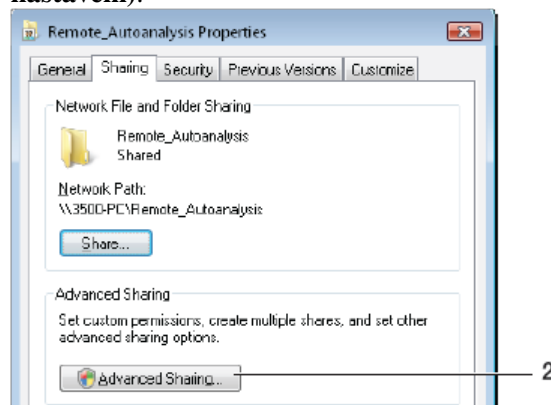 nastavení).
Remote_Autoanalysis Properties
General Sharing Security Previous Versions Customize
Network File and Folder Sharing
Remote_Autoanalysis
Shared
Network Path:
\\3500-PC\Remote_Autoanalysis
Share...
Advanced Sharing
Set custom permissions, create multiple shares, and set other
advanced sharing options.
Advanced Sharing...
2